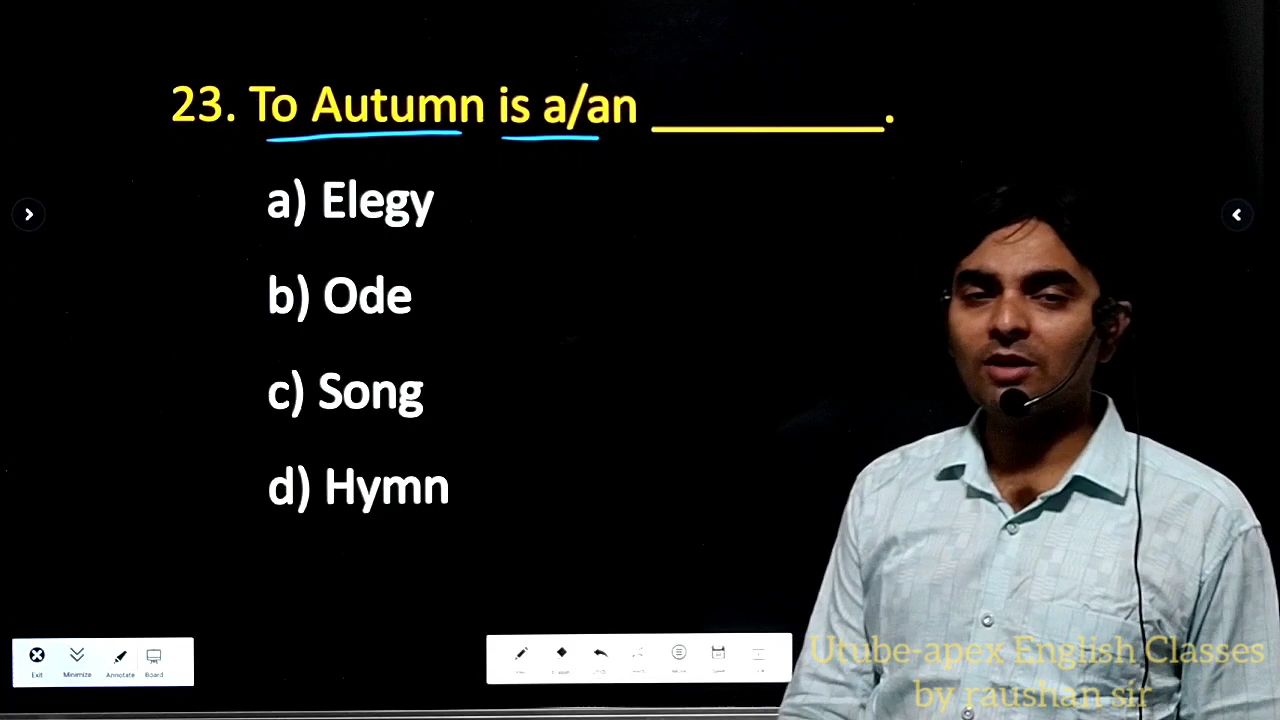 23. To Autumn is a/an __________.
a) Elegy
b) Ode
c) Song
d) Hymn
Exit Minimize Annotate Board
Utube-apex English Classes
by raushan sir